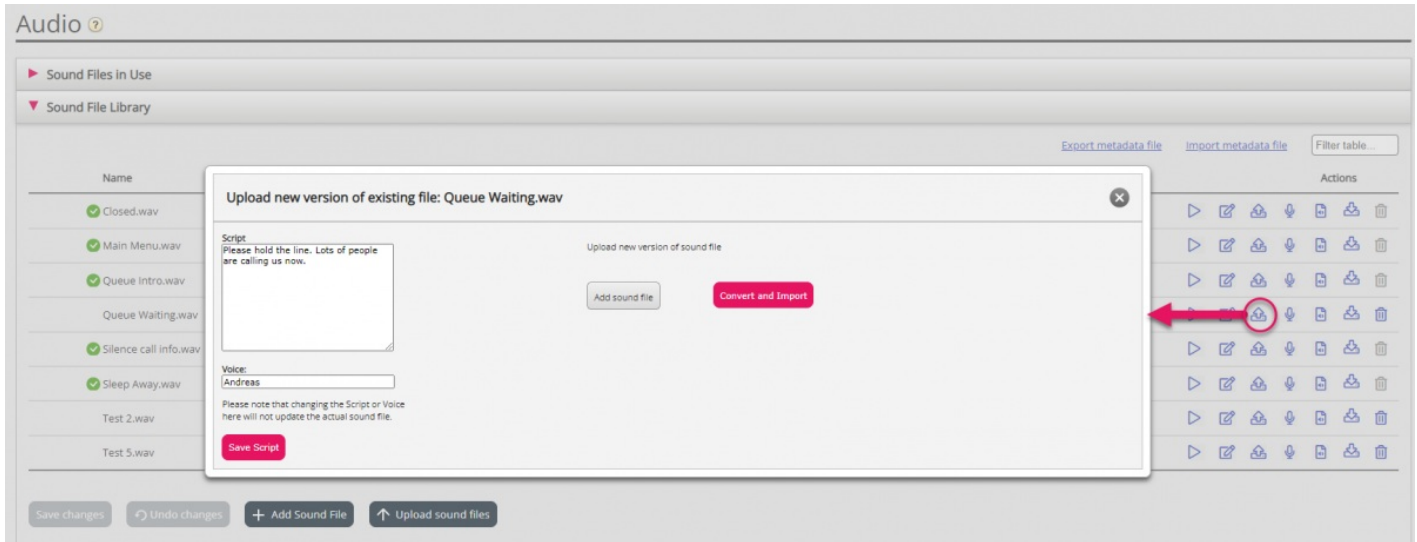 Audio ?
Sound Files in Use
Sound File Library
Export metadata file Import metadata file Filter table...
Name Actions
Upload new version of existing file: Queue Waiting.wav
Closed.wav
Main Menu.wav
Queue Intro.wav
Queue Waiting.wav
Silence call info.wav
Sleep Away.wav
Test 2.wav
Test 5.wav
Script
Please hold the line. Lots of people
are calling us now.
Voice:
Andreas
Please note that changing the Script or Voice
here will not update the actual sound file.
Save Script
Upload new version of sound file
Add sound file Convert and Import
Save changes Undo changes + Add Sound File Upload sound files